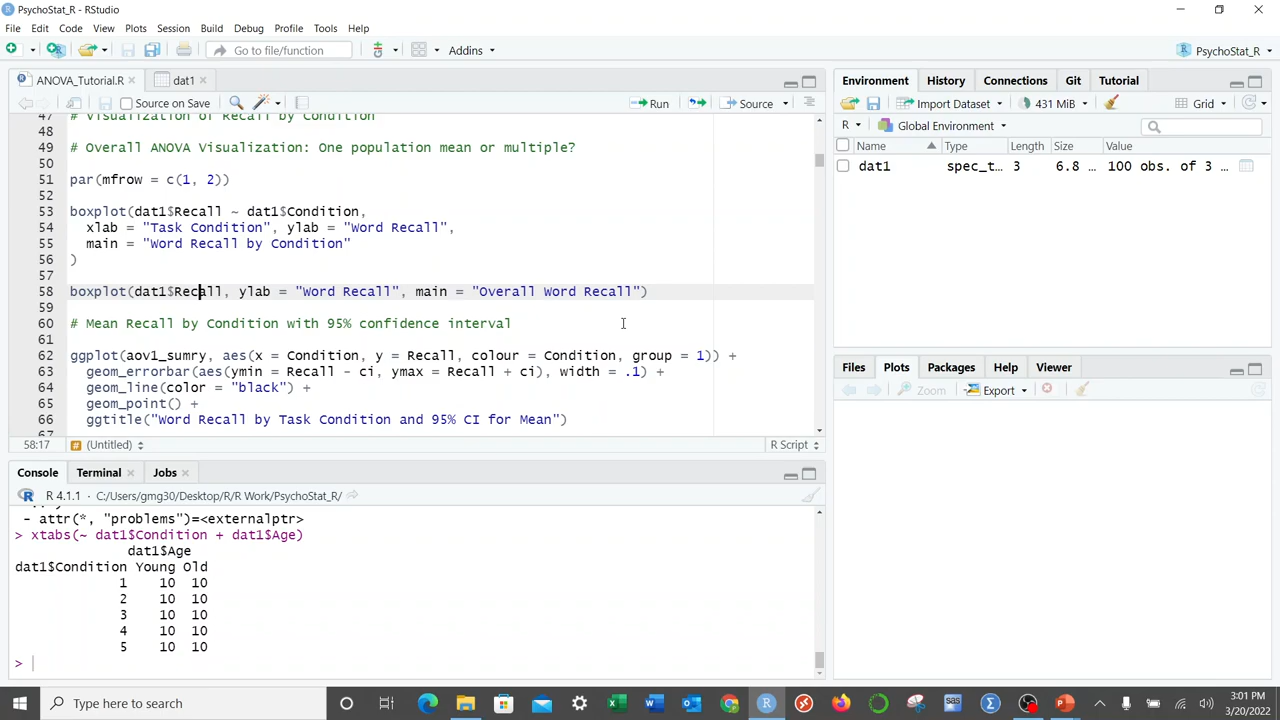 PsychoStat_R - RStudio
File Edit Code View Plots Session Build Debug Profile Tools Help
Go to file/function Addins PsychoStat_R
ANOVA_Tutorial.R dat1
Source on Save Run Source
47 # Visualization of Recall by Condition
48
49 # Overall ANOVA Visualization: One population mean or multiple?
50
51 par(mfrow = c(1, 2))
52
53 boxplot(dat1$Recall ~ dat1$Condition,
54 xlab = "Task Condition", ylab = "Word Recall",
55 main = "Word Recall by Condition"
56 )
57
58 boxplot(dat1$Recall, ylab = "Word Recall", main = "Overall Word Recall")
59
60 # Mean Recall by Condition with 95% confidence interval
61
62 ggplot(aov1_sumry, aes(x = Condition, y = Recall, colour = Condition, group = 1)) +
63 geom_errorbar(aes(ymin = Recall - ci, ymax = Recall + ci), width = .1) +
64 geom_line(color = "black") +
65 geom_point() +
66 ggtitle("Word Recall by Task Condition and 95% CI for Mean")
67
58:17 # (Untitled) R Script
Console Terminal Jobs
R 4.1.1 · C:/Users/gmg30/Desktop/R/R Work/PsychoStat_R/
- attr(*, "problems")=<externalptr>
> xtabs(~ dat1$Condition + dat1$Age)
dat1$Age
dat1$Condition Young Old
1 10 10
2 10 10
3 10 10
4 10 10
5 10 10
>
Environment History Connections Git Tutorial
Import Dataset 431 MiB Grid
R Global Environment
Name Type Length Size Value
dat1 spec_t… 3 6.8 … 100 obs. of 3 …
Files Plots Packages Help Viewer
Zoom Export
Type here to search
3:01 PM
3/20/2022